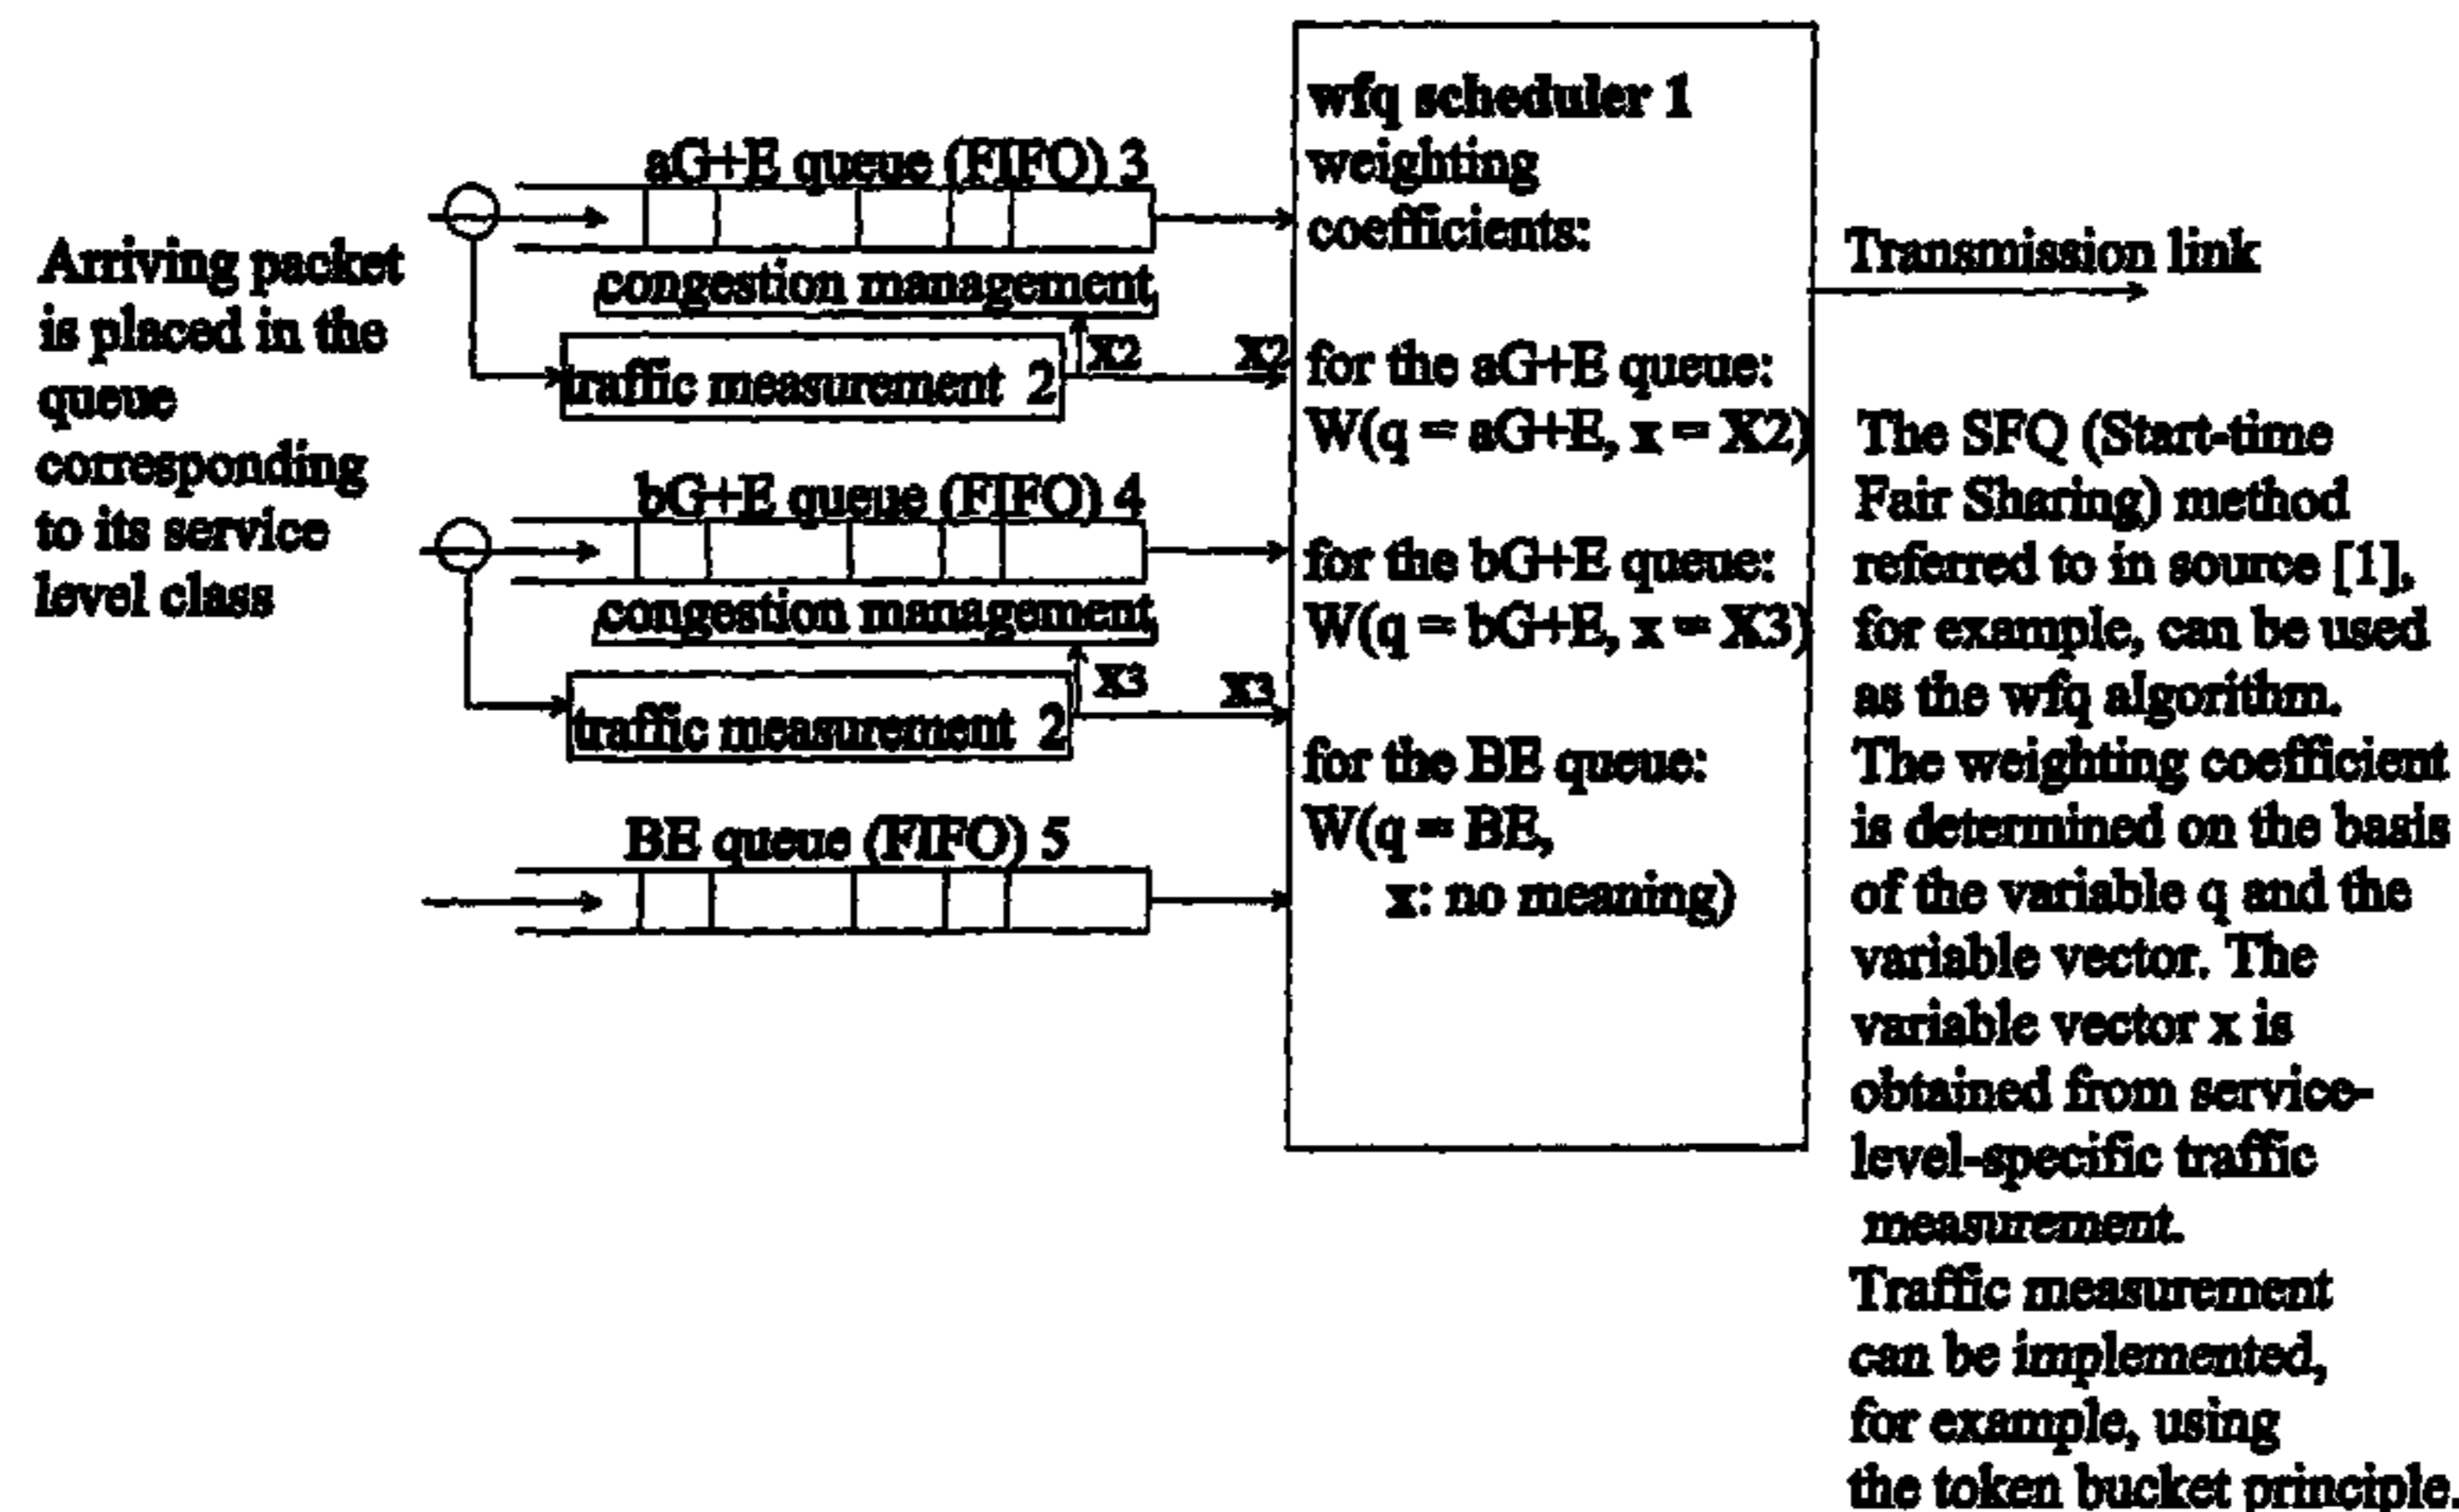 Arriving packet
is placed in the
queue
corresponding
to its service
level class
aG+E queue (FIFO) 3
congestion management
X2
X2
traffic measurement 2
bG+E queue (FIFO) 4
congestion management
X3
X3
traffic measurement 2
BE queue (FIFO) 5
wfq scheduler 1
weighting
coefficients:
for the aG+E queue:
W(q = aG+E, x = X2)
for the bG+E queue:
W(q = bG+E, x = X3)
for the BE queue:
W(q = BE,
x: no meaning)
Transmission link
The SFQ (Start-time
Fair Sharing) method
referred to in source [1],
for example, can be used
as the wfq algorithm.
The weighting coefficient
is determined on the basis
of the variable q and the
variable vector. The
variable vector x is
obtained from service-
level-specific traffic
measurement.
Traffic measurement
can be implemented,
for example, using
the token bucket principle.